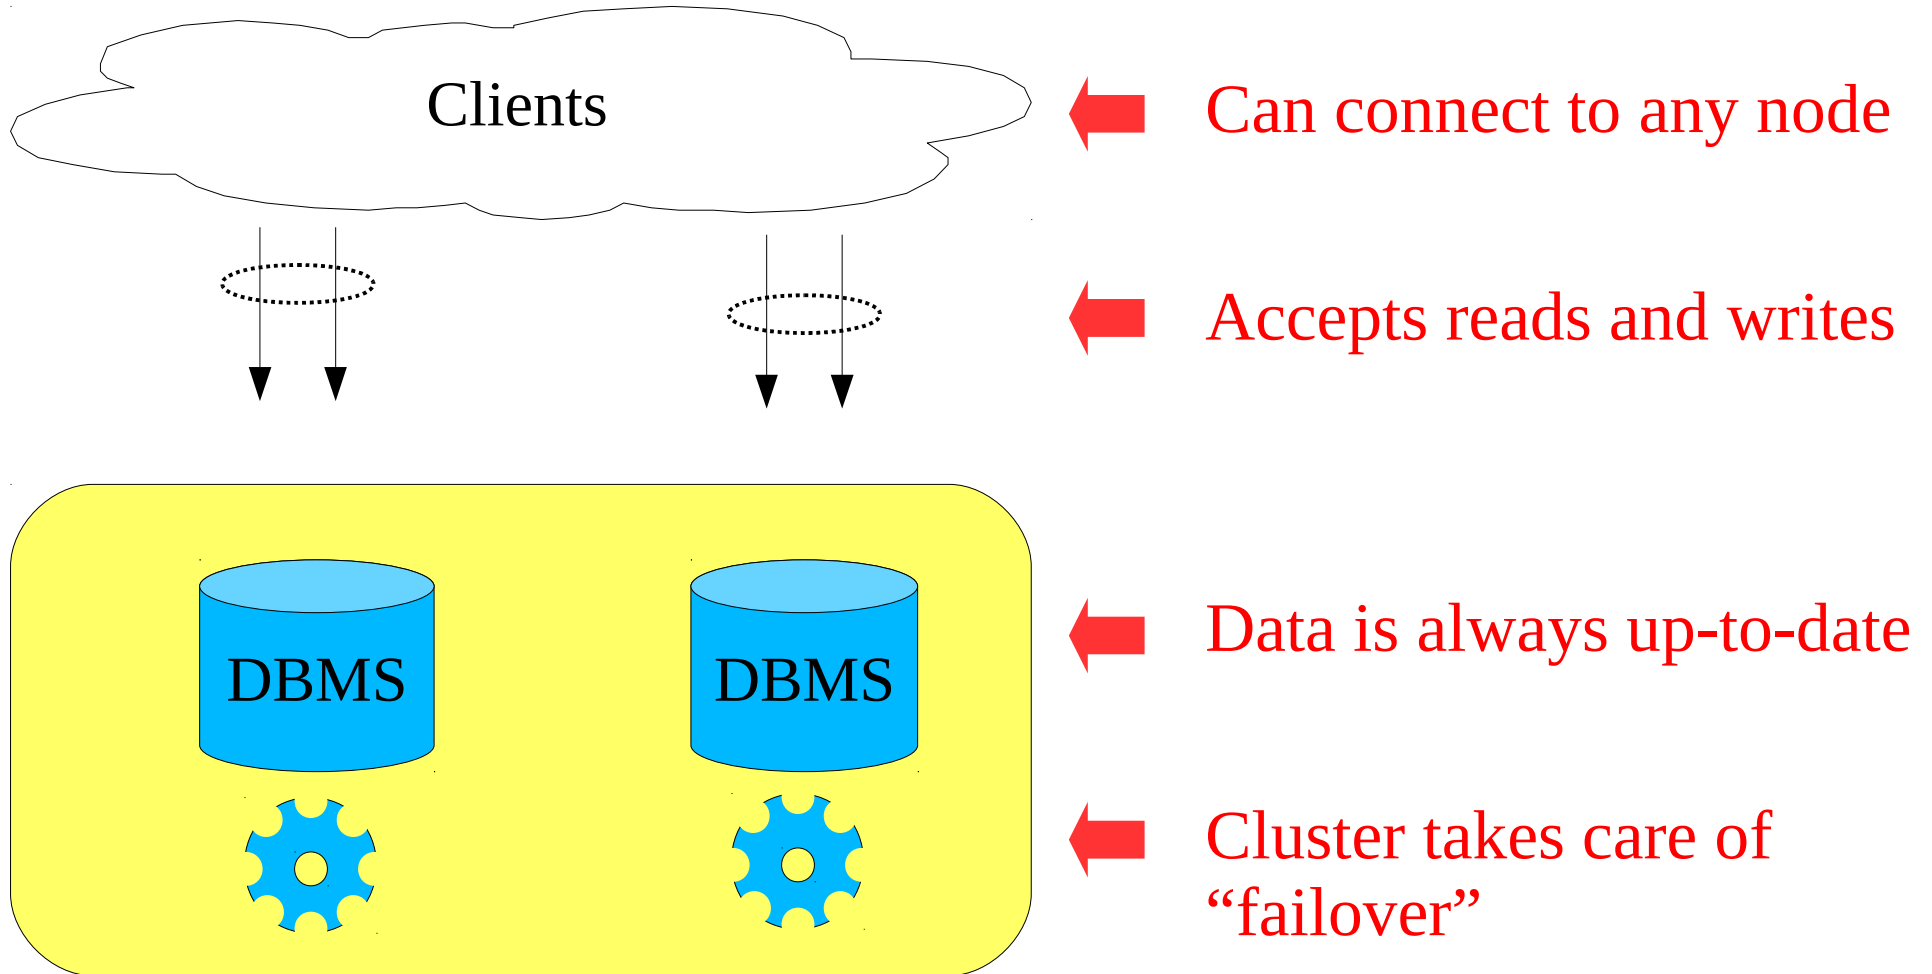 Clients
Can connect to any node
Accepts reads and writes
DBMS
DBMS
Data is always up-to-date
Cluster takes care of
“failover”